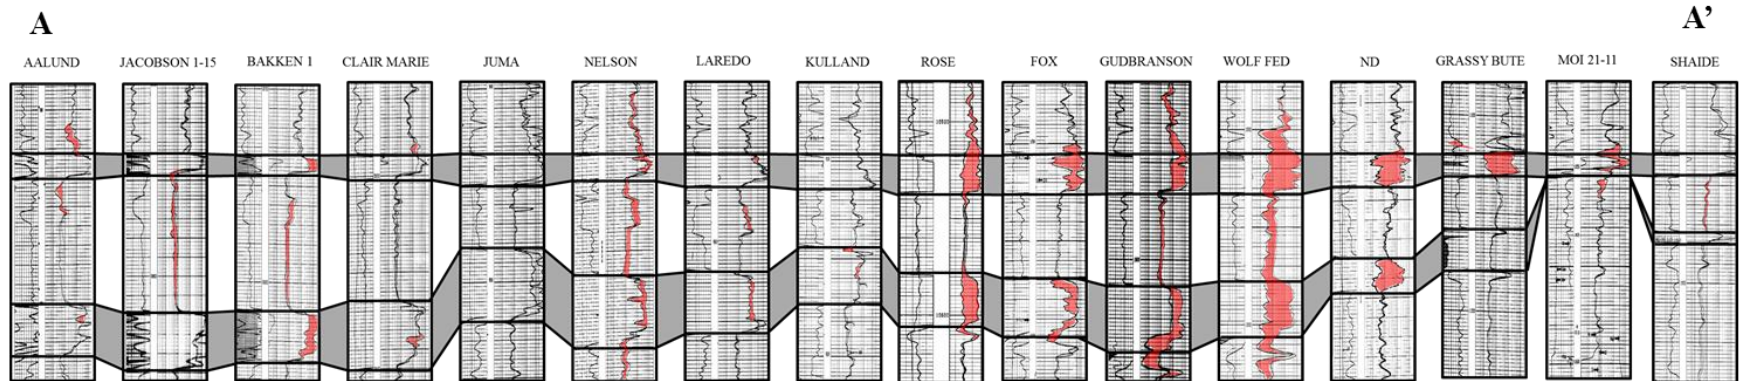 A
A’
AALUND
JACOBSON 1-15
BAKKEN 1
CLAIR MARIE
JUMA
NELSON
LAREDO
KULLAND
ROSE
FOX
GUDBRANSON
WOLF FED
ND
GRASSY BUTE
MOI 21-11
SHAIDE